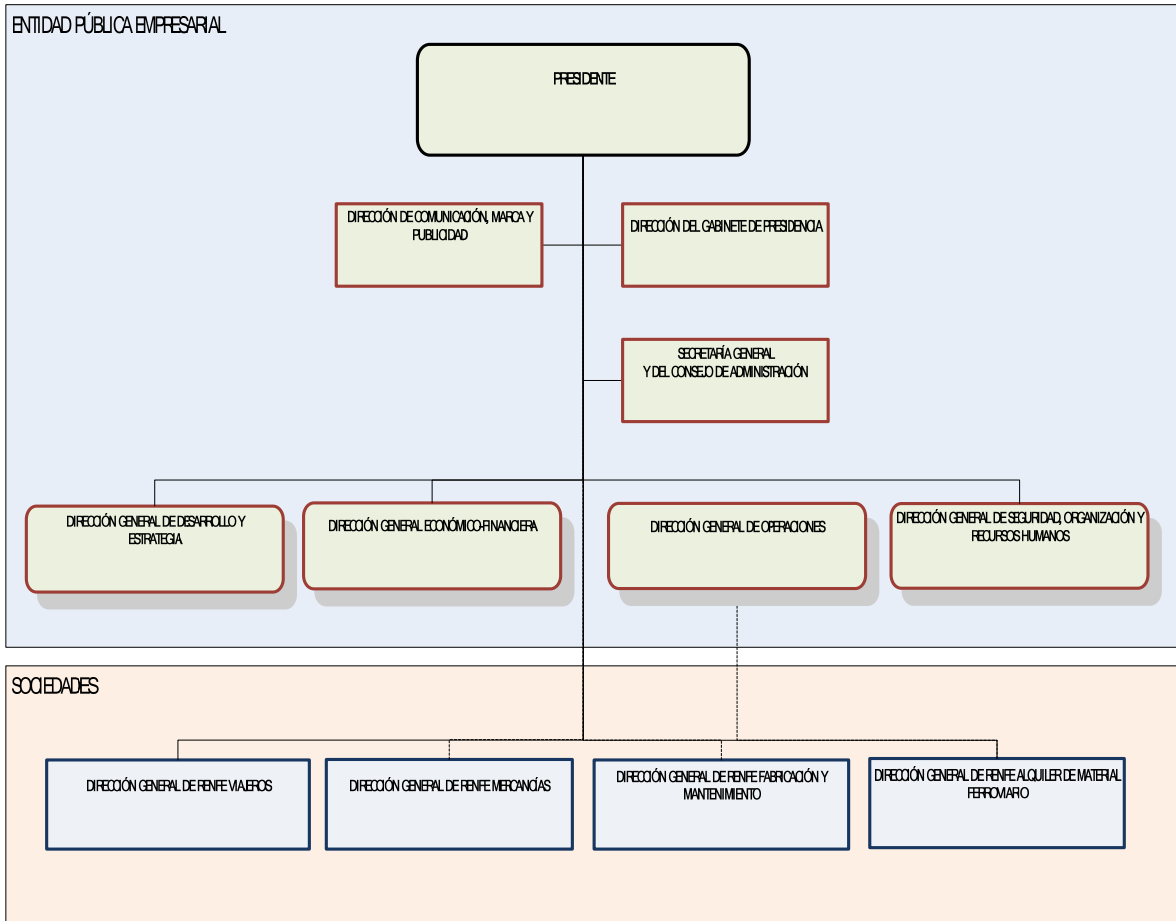 ENTIDAD PÚBLICA EMPRESARIAL
PRESIDENTE
DIRECCIÓN DE COMUNICACIÓN, MARCA Y
PUBLICIDAD
DIRECCIÓN DEL GABINETE DE PRESIDENCIA
SECRETARÍA GENERAL
Y DEL CONSEJO DE ADMINISTRACIÓN
DIRECCIÓN GENERAL DE DESARROLLO Y
ESTRATEGIA
DIRECCIÓN GENERAL ECONÓMICO-FINANCIERA
DIRECCIÓN GENERAL DE OPERACIONES
DIRECCIÓN GENERAL DE SEGURIDAD, ORGANIZACIÓN Y
RECURSOS HUMANOS
SOCIEDADES
DIRECCIÓN GENERAL DE RENFE VIAJEROS
DIRECCIÓN GENERAL DE RENFE MERCANCÍAS
DIRECCIÓN GENERAL DE RENFE FABRICACIÓN Y
MANTENIMIENTO
DIRECCIÓN GENERAL DE RENFE ALQUILER DE MATERIAL
FERROVIARIO